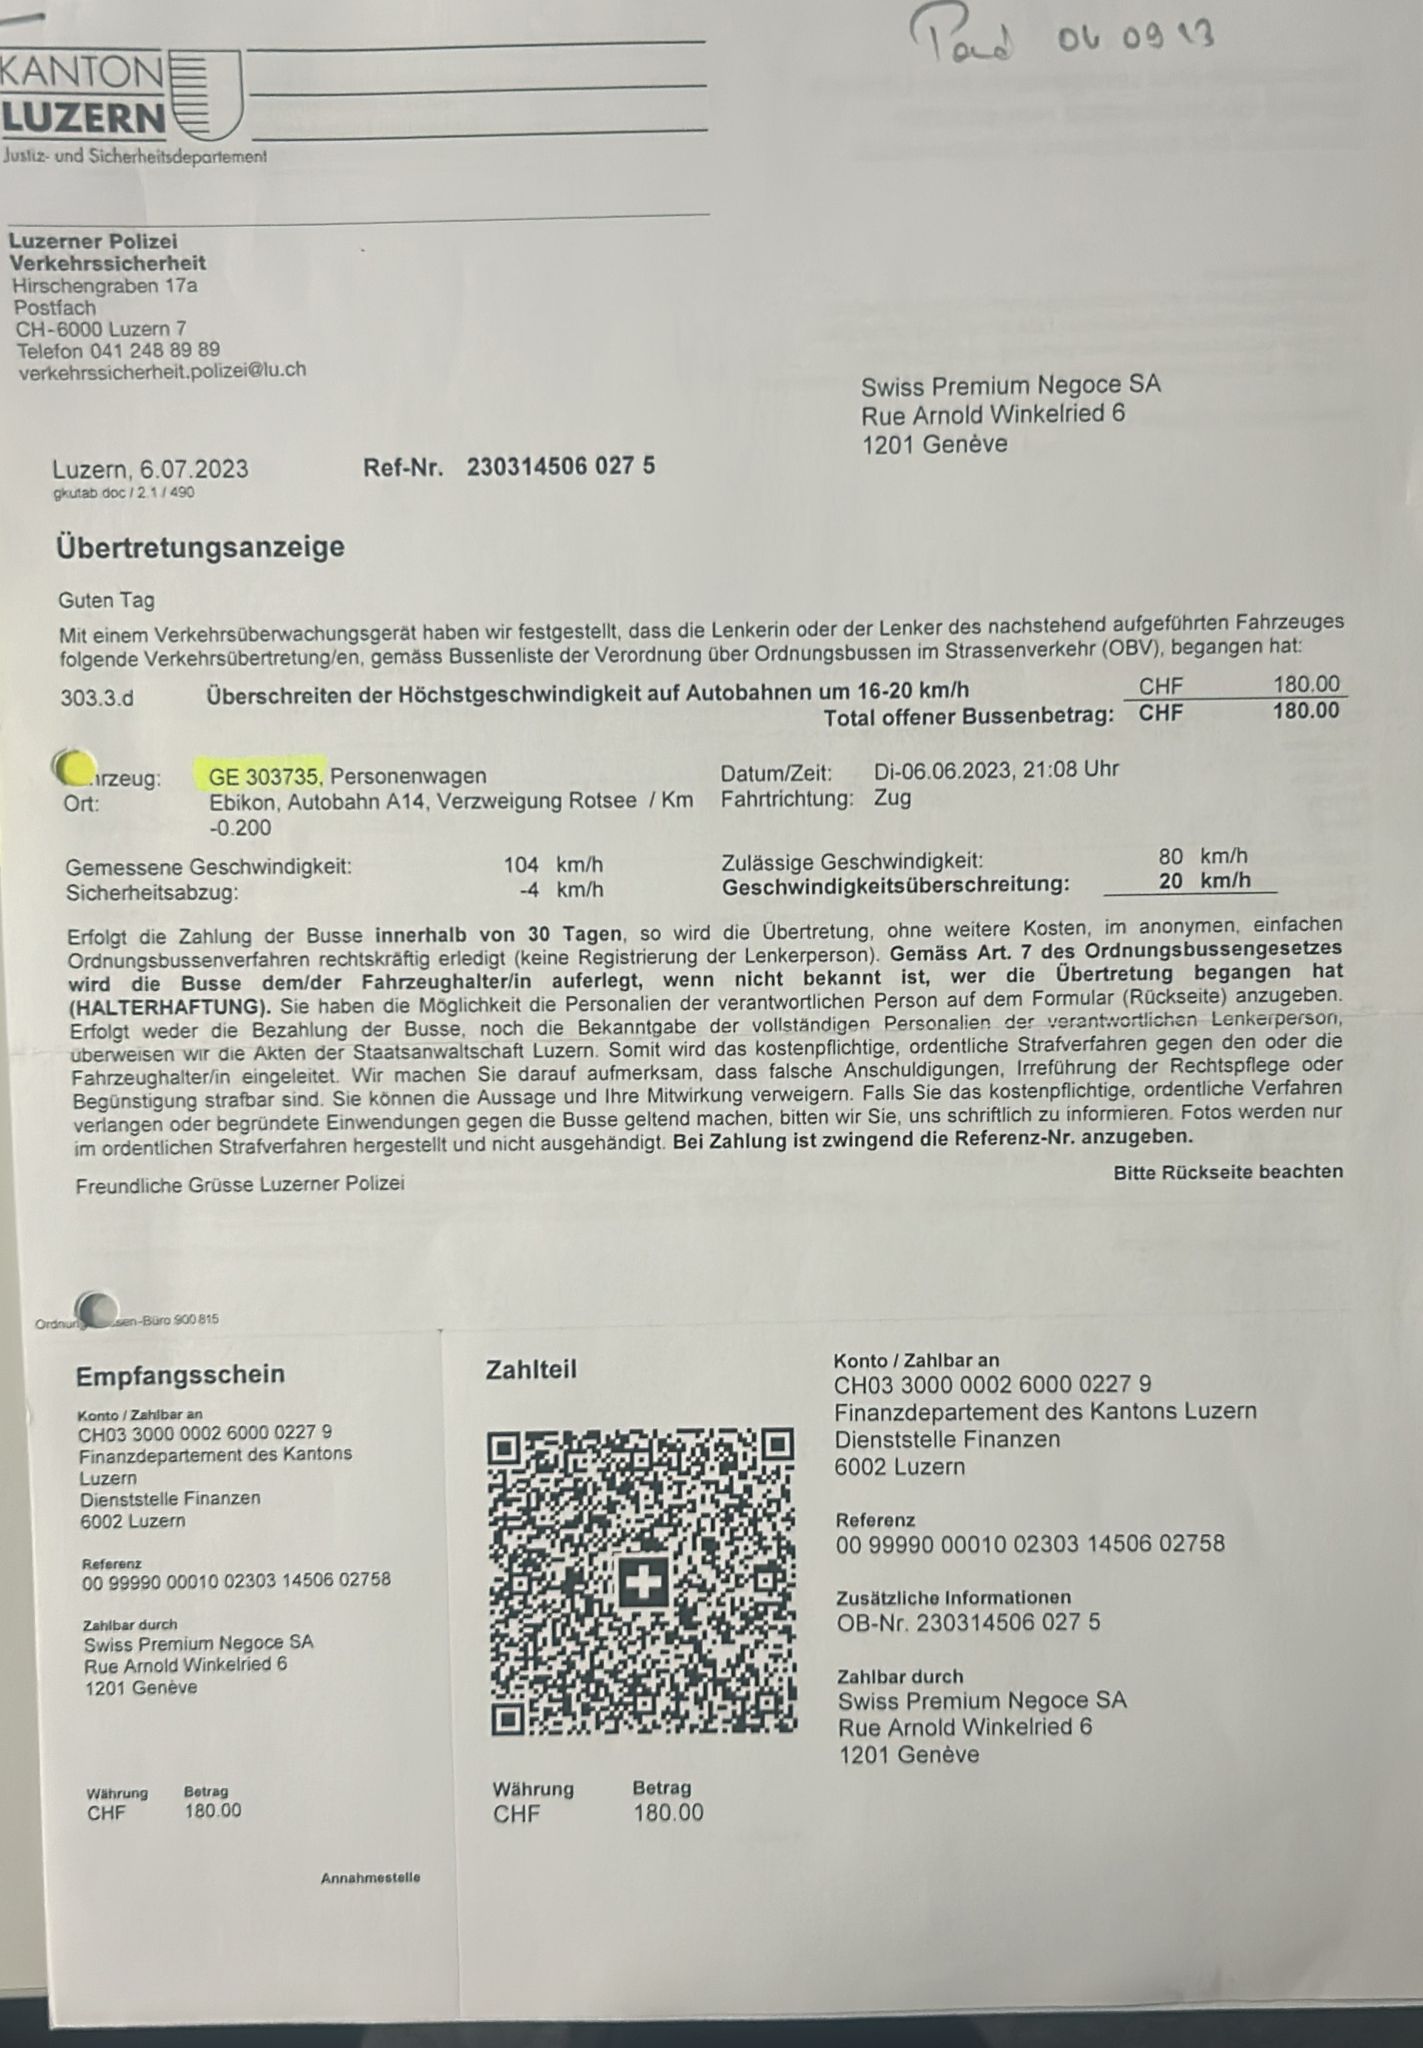 06 09 13
KANTON
LUZERN
Justiz- und Sicherheitsdepartement
Luzerner Polizei
Verkehrssicherheit
Hirschengraben 17a
Postfach
CH-6000 Luzern 7
Telefon 041 248 89 89
verkehrssicherheit.polizei@lu.ch
Swiss Premium Negoce SA
Rue Arnold Winkelried 6
1201 Genève
Luzern, 6.07.2023 Ref-Nr. 230314506 027 5
gkutab.doc / 2.1 / 490
Übertretungsanzeige
Guten Tag
Mit einem Verkehrsüberwachungsgerät haben wir festgestellt, dass die Lenkerin oder der Lenker des nachstehend aufgeführten Fahrzeuges
folgende Verkehrsübertretung/en, gemäss Bussenliste der Verordnung über Ordnungsbussen im Strassenverkehr (OBV), begangen hat:
303.3.d Überschreiten der Höchstgeschwindigkeit auf Autobahnen um 16-20 km/h CHF 180.00
Total offener Bussenbetrag: CHF 180.00
rzeug: GE 303735, Personenwagen Datum/Zeit: Di-06.06.2023, 21:08 Uhr
Ort: Ebikon, Autobahn A14, Verzweigung Rotsee / Km Fahrtrichtung: Zug
-0.200
Gemessene Geschwindigkeit: 104 km/h Zulässige Geschwindigkeit: 80 km/h
Sicherheitsabzug: -4 km/h Geschwindigkeitsüberschreitung: 20 km/h
Erfolgt die Zahlung der Busse innerhalb von 30 Tagen, so wird die Übertretung, ohne weitere Kosten, im anonymen, einfachen
Ordnungsbussenverfahren rechtskräftig erledigt (keine Registrierung der Lenkerperson). Gemäss Art. 7 des Ordnungsbussengesetzes
wird die Busse dem/der Fahrzeughalter/in auferlegt, wenn nicht bekannt ist, wer die Übertretung begangen hat
(HALTERHAFTUNG). Sie haben die Möglichkeit die Personalien der verantwortlichen Person auf dem Formular (Rückseite) anzugeben.
Erfolgt weder die Bezahlung der Busse, noch die Bekanntgabe der vollständigen Personalien der verantwortlichen Lenkerperson,
überweisen wir die Akten der Staatsanwaltschaft Luzern. Somit wird das kostenpflichtige, ordentliche Strafverfahren gegen den oder die
Fahrzeughalter/in eingeleitet. Wir machen Sie darauf aufmerksam, dass falsche Anschuldigungen, Irreführung der Rechtspflege oder
Begünstigung strafbar sind. Sie können die Aussage und Ihre Mitwirkung verweigern. Falls Sie das kostenpflichtige, ordentliche Verfahren
verlangen oder begründete Einwendungen gegen die Busse geltend machen, bitten wir Sie, uns schriftlich zu informieren. Fotos werden nur
im ordentlichen Strafverfahren hergestellt und nicht ausgehändigt. Bei Zahlung ist zwingend die Referenz-Nr. anzugeben.
Freundliche Grüsse Luzerner Polizei Bitte Rückseite beachten
Ordnun sen-Büro 900 815
Empfangsschein
Konto / Zahlbar an
CH03 3000 0002 6000 0227 9
Finanzdepartement des Kantons
Luzern
Dienststelle Finanzen
6002 Luzern
Referenz
00 99990 00010 02303 14506 02758
Zahlbar durch
Swiss Premium Negoce SA
Rue Arnold Winkelried 6
1201 Genève
Währung Betrag
CHF 180.00
Annahmestelle
Zahlteil
Währung Betrag
CHF 180.00
Konto / Zahlbar an
CH03 3000 0002 6000 0227 9
Finanzdepartement des Kantons Luzern
Dienststelle Finanzen
6002 Luzern
Referenz
00 99990 00010 02303 14506 02758
Zusätzliche Informationen
OB-Nr. 230314506 027 5
Zahlbar durch
Swiss Premium Negoce SA
Rue Arnold Winkelried 6
1201 Genève